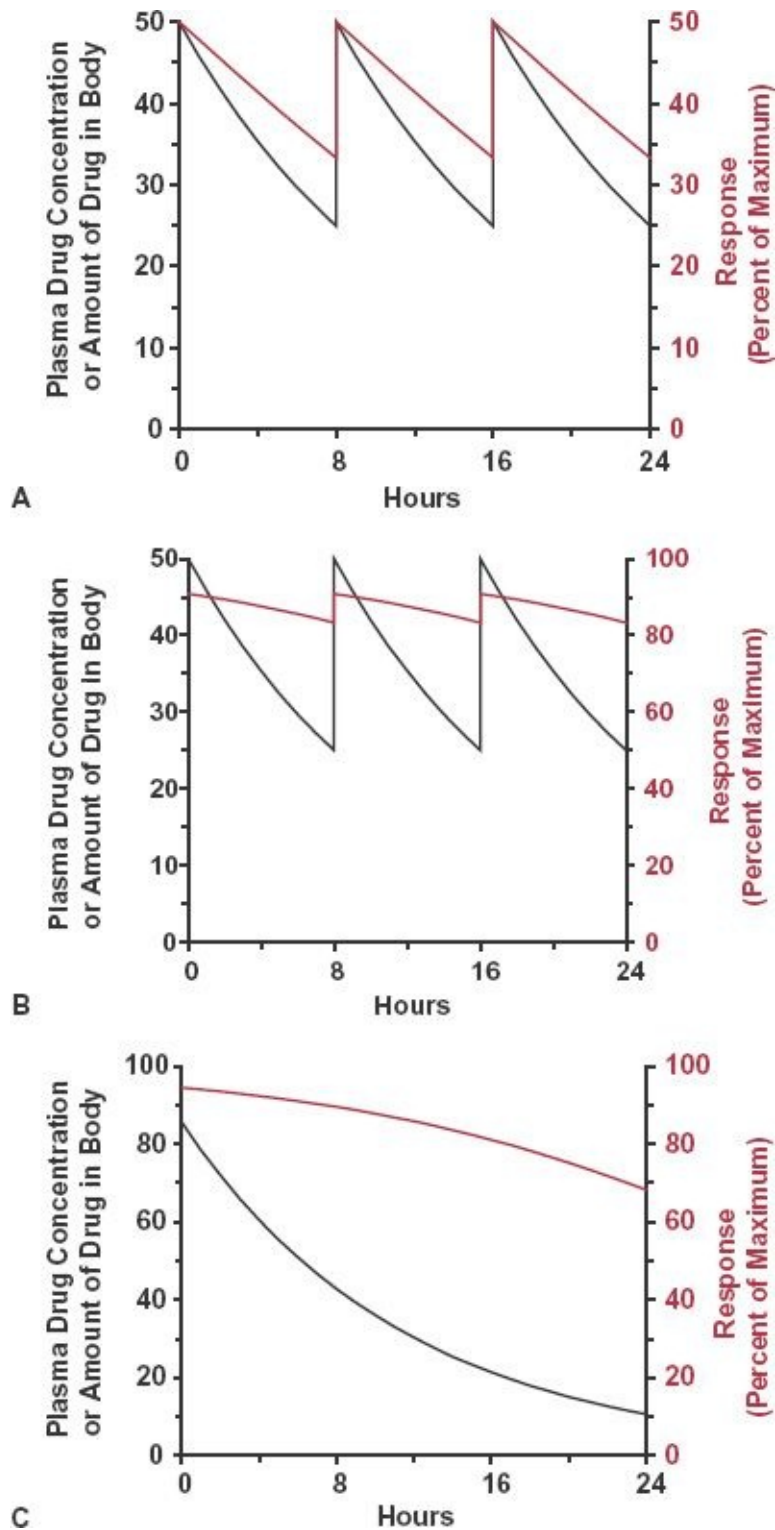 50
40
30
20
10
0
Plasma Drug Concentration
or Amount of Drug in Body
50
40
30
20
10
0
Response
(Percent of Maximum)
0 8 16 24
Hours
A
50
40
30
20
10
0
Plasma Drug Concentration
or Amount of Drug in Body
100
80
60
40
20
0
Response
(Percent of Maximum)
0 8 16 24
Hours
B
100
80
60
40
20
0
Plasma Drug Concentration
or Amount of Drug in Body
100
80
60
40
20
0
Response
(Percent of Maximum)
0 8 16 24
Hours
C